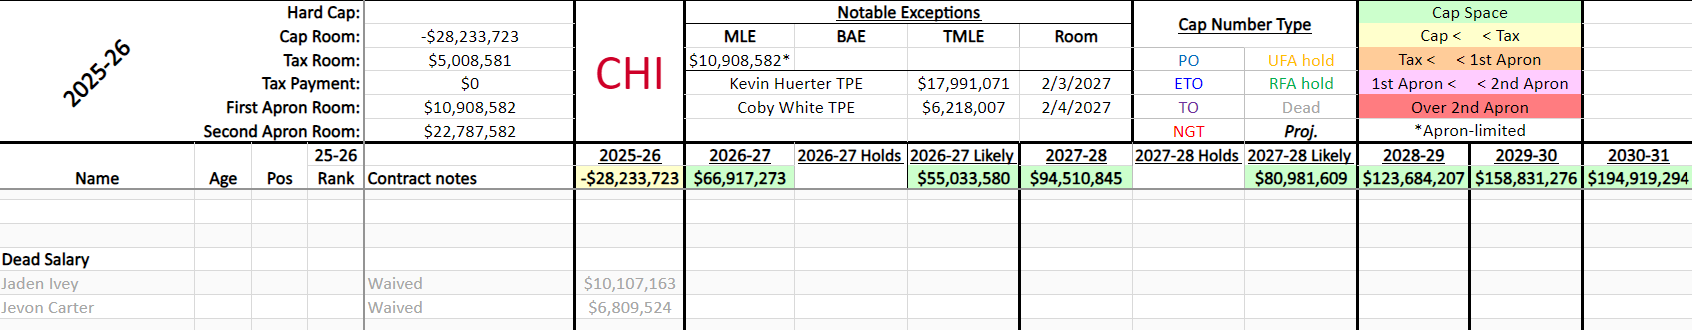 2025-26
Hard Cap:
Cap Room: -$28,233,723
Tax Room: $5,008,581
Tax Payment: $0
First Apron Room: $10,908,582
Second Apron Room: $22,787,582
CHI
Notable Exceptions
MLE BAE TMLE Room
$10,908,582*
Kevin Huerter TPE $17,991,071 2/3/2027
Coby White TPE $6,218,007 2/4/2027
Cap Number Type
PO UFA hold
ETO RFA hold
TO Dead
NGT Proj.
Cap Space
Cap < < Tax
Tax < < 1st Apron
1st Apron < < 2nd Apron
Over 2nd Apron
*Apron-limited
25-26 2025-26 2026-27 2026-27 Holds 2026-27 Likely 2027-28 2027-28 Holds 2027-28 Likely 2028-29 2029-30 2030-31
Name Age Pos Rank Contract notes -$28,233,723 $66,917,273 $55,033,580 $94,510,845 $80,981,609 $123,684,207 $158,831,276 $194,919,294
Dead Salary
Jaden Ivey Waived $10,107,163
Jevon Carter Waived $6,809,524